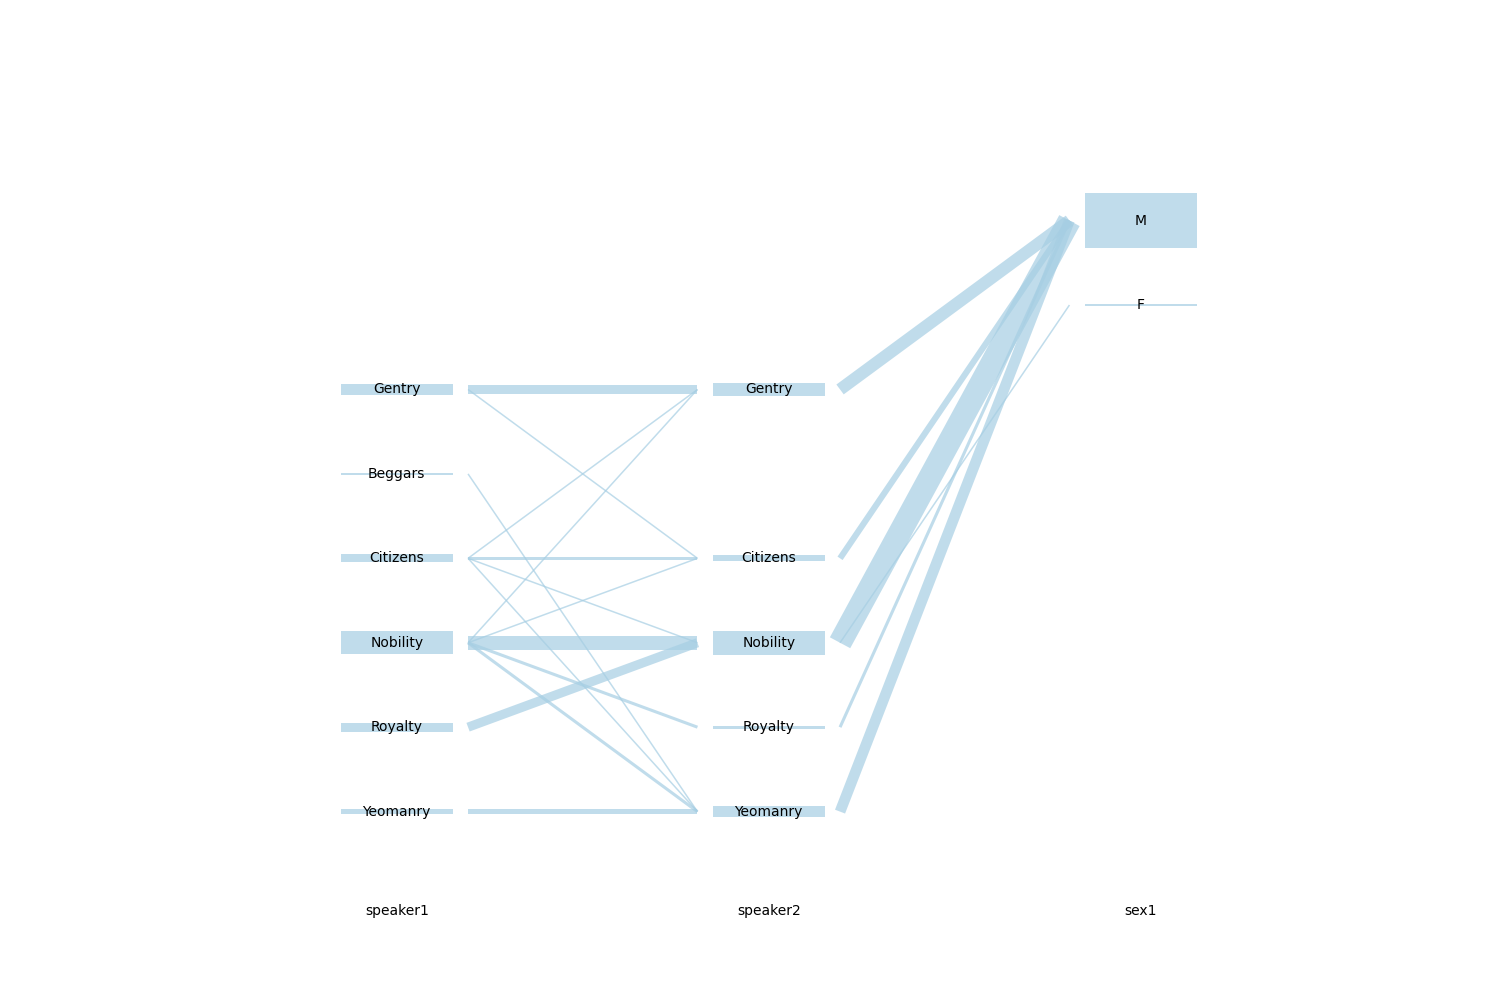 M
F
Gentry
Gentry
Beggars
Citizens
Citizens
Nobility
Nobility
Royalty
Royalty
Yeomanry
Yeomanry
speaker1
speaker2
sex1